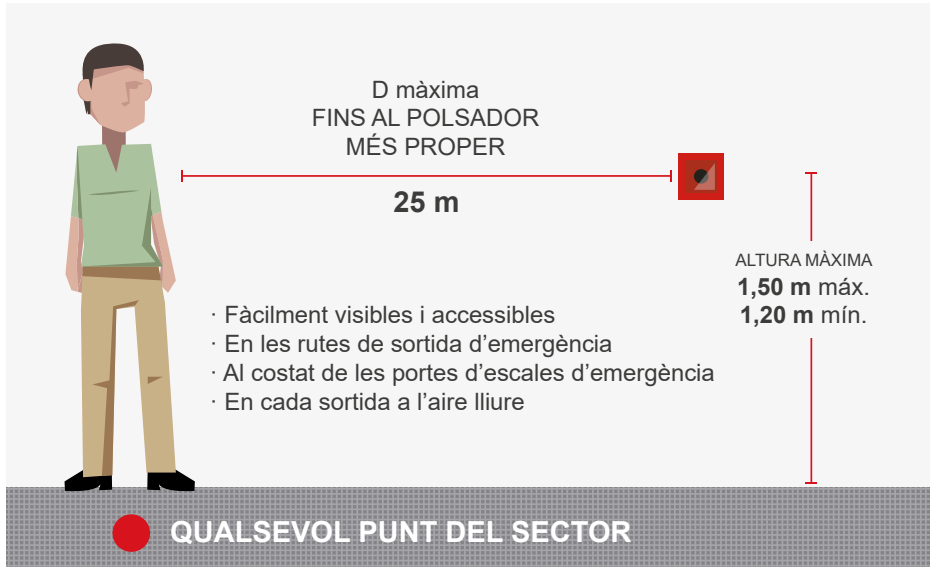 D màxima
FINS AL POLSADOR
MÉS PROPER
25 m
ALTURA MÀXIMA
1,50 m máx.
1,20 m mín.
· Fàcilment visibles i accessibles
· En les rutes de sortida d’emergència
· Al costat de les portes d’escales d’emergència
· En cada sortida a l’aire lliure
QUALSEVOL PUNT DEL SECTOR